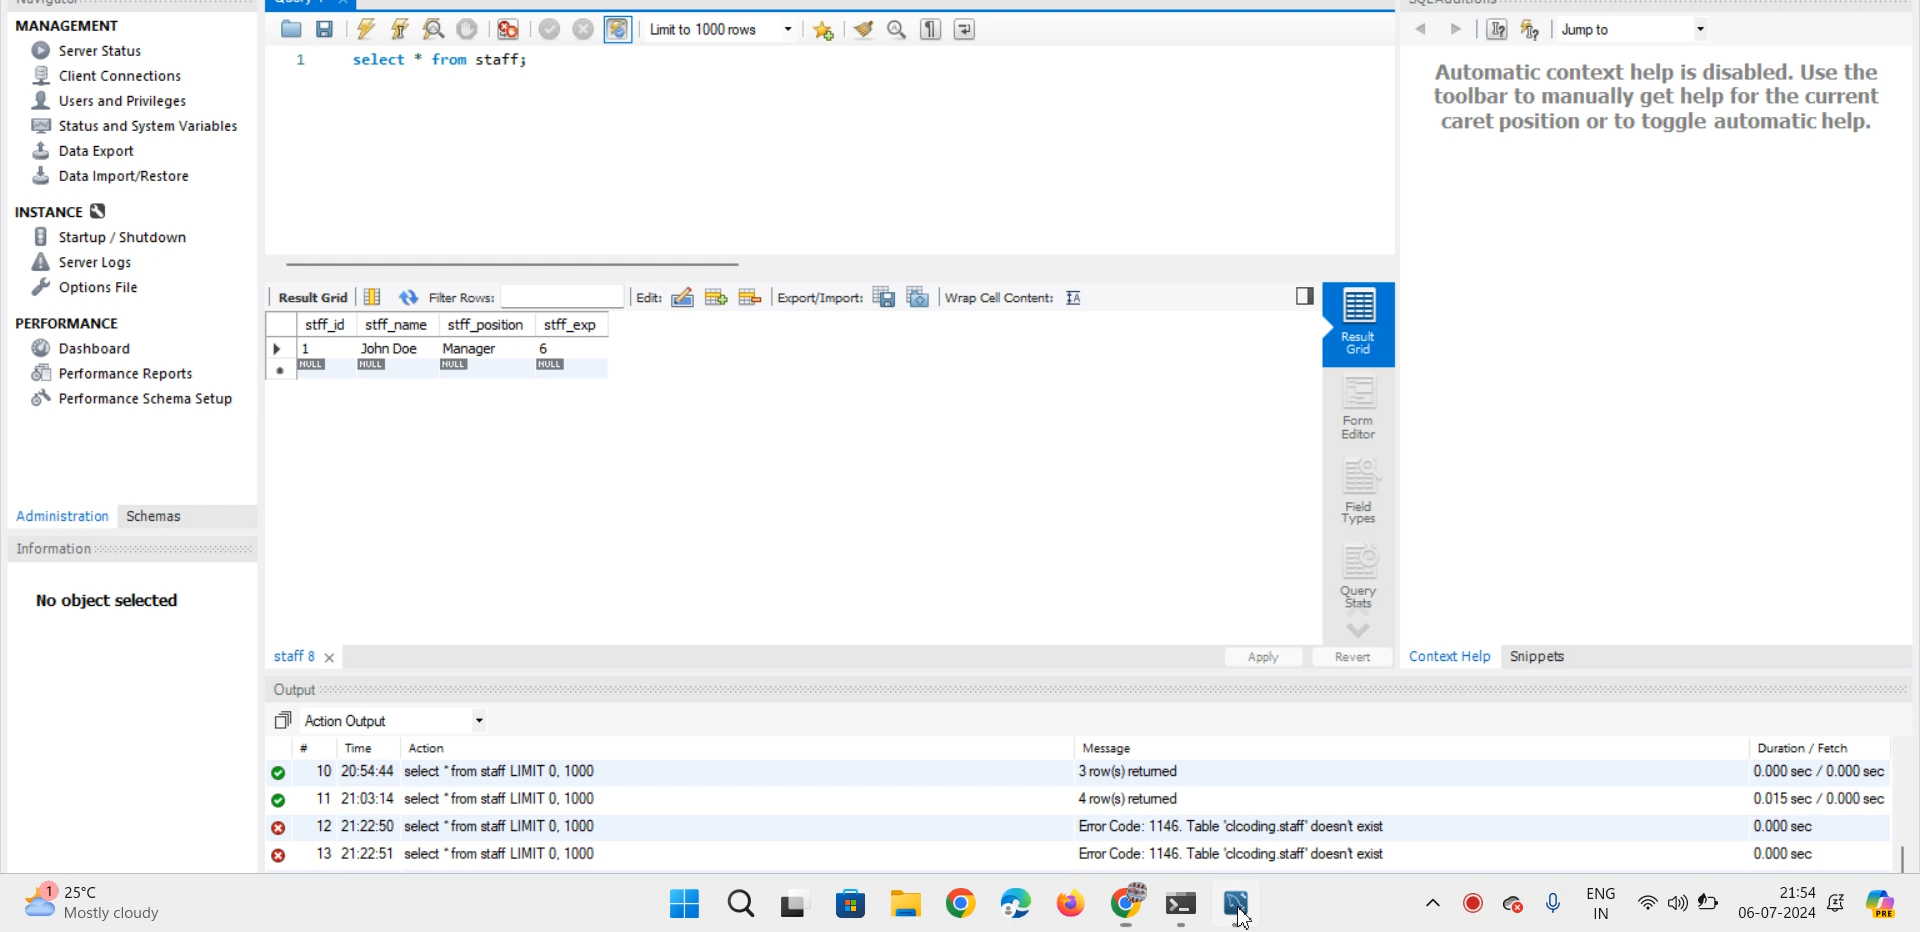 MANAGEMENT
Server Status
Client Connections
Users and Privileges
Status and System Variables
Data Export
Data Import/Restore
INSTANCE
Startup / Shutdown
Server Logs
Options File
PERFORMANCE
Dashboard
Performance Reports
Performance Schema Setup
Administration Schemas
Information
No object selected
Limit to 1000 rows
1 select * from staff;
Result Grid Filter Rows: Edit: Export/Import: Wrap Cell Content:
stff_id stff_name stff_position stff_exp
1 John Doe Manager 6
NULL NULL NULL NULL
Result
Grid
Form
Editor
Field
Types
Query
Stats
staff 8
Apply Revert
Jump to
Automatic context help is disabled. Use the
toolbar to manually get help for the current
caret position or to toggle automatic help.
Context Help Snippets
Output
Action Output
# Time Action Message Duration / Fetch
10 20:54:44 select * from staff LIMIT 0, 1000 3 row(s) returned 0.000 sec / 0.000 sec
11 21:03:14 select * from staff LIMIT 0, 1000 4 row(s) returned 0.015 sec / 0.000 sec
12 21:22:50 select * from staff LIMIT 0, 1000 Error Code: 1146. Table 'clcoding.staff' doesn't exist 0.000 sec
13 21:22:51 select * from staff LIMIT 0, 1000 Error Code: 1146. Table 'clcoding.staff' doesn't exist 0.000 sec
1
25°C
Mostly cloudy
ENG
IN
21:54
06-07-2024
PRE